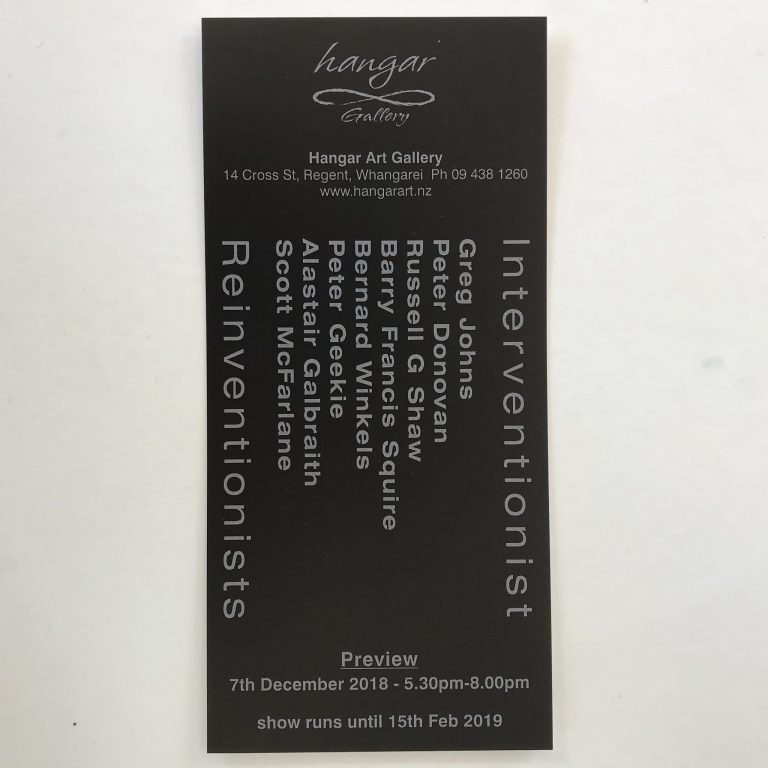 hangar
Gallery
Hangar Art Gallery
14 Cross St, Regent, Whangarei Ph 09 438 1260
www.hangarart.nz
Interventionist
Greg Johns
Peter Donovan
Russell G Shaw
Barry Francis Squire
Bernard Winkels
Peter Geekie
Alastair Galbraith
Scott McFarlane
Reinventionists
Preview
7th December 2018 - 5.30pm-8.00pm
show runs until 15th Feb 2019